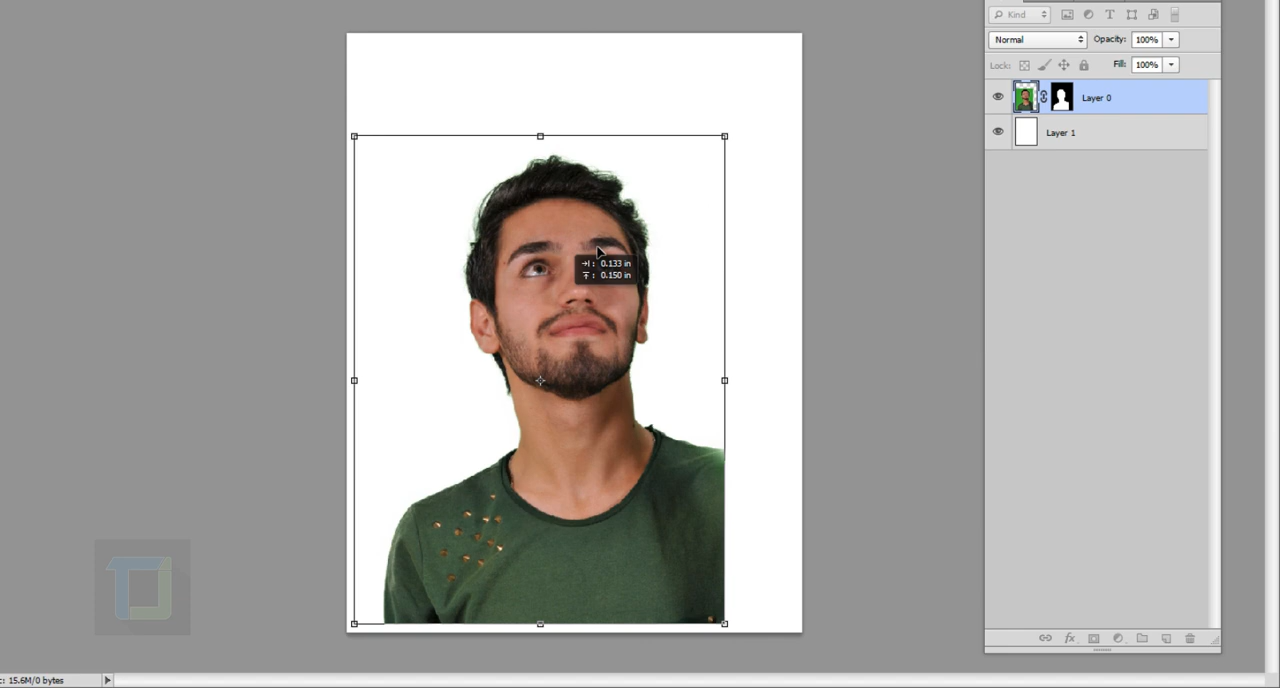 Kind
Normal
Opacity: 100%
Lock:
Fill: 100%
Layer 0
Layer 1
0.133 in
0.150 in
TJ
: 15.6M/0 bytes